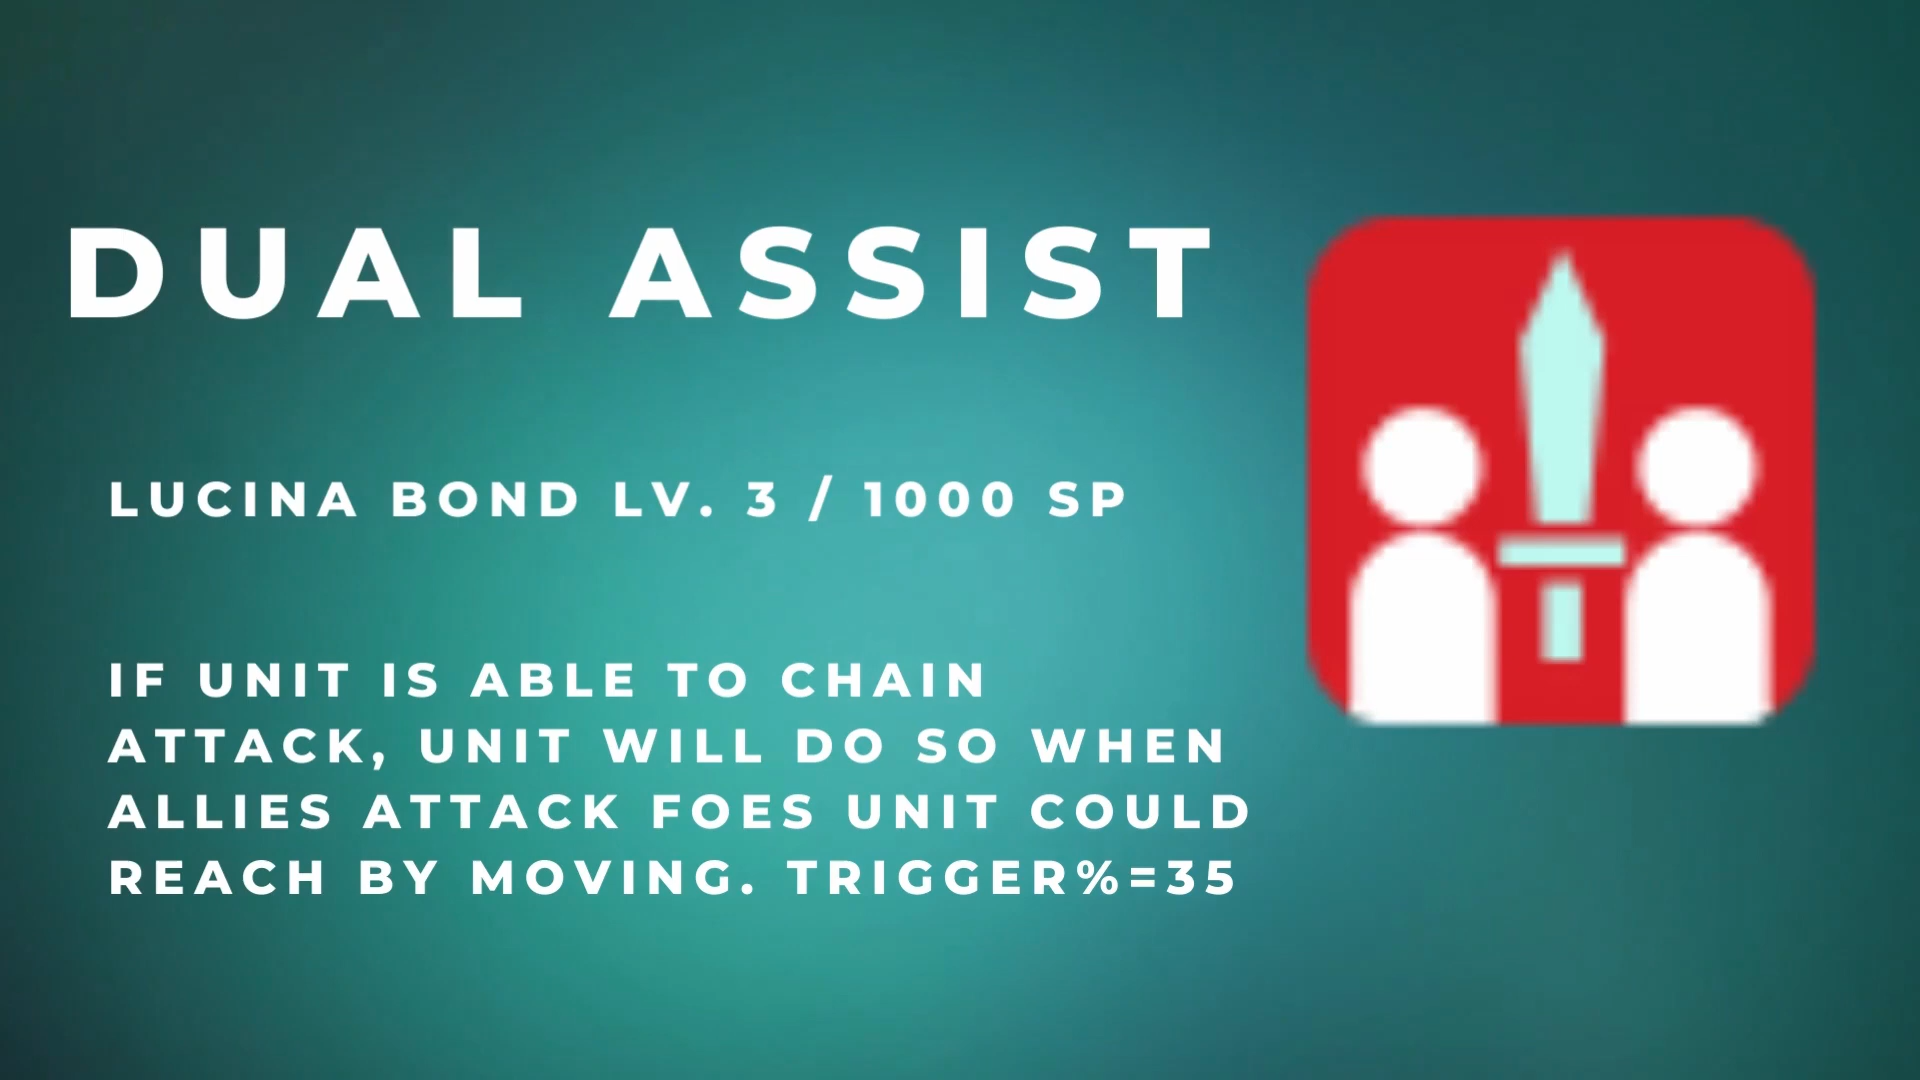 DUAL ASSIST
LUCINA BOND LV. 3 / 1000 SP
IF UNIT IS ABLE TO CHAIN
ATTACK, UNIT WILL DO SO WHEN
ALLIES ATTACK FOES UNIT COULD
REACH BY MOVING. TRIGGER%=35